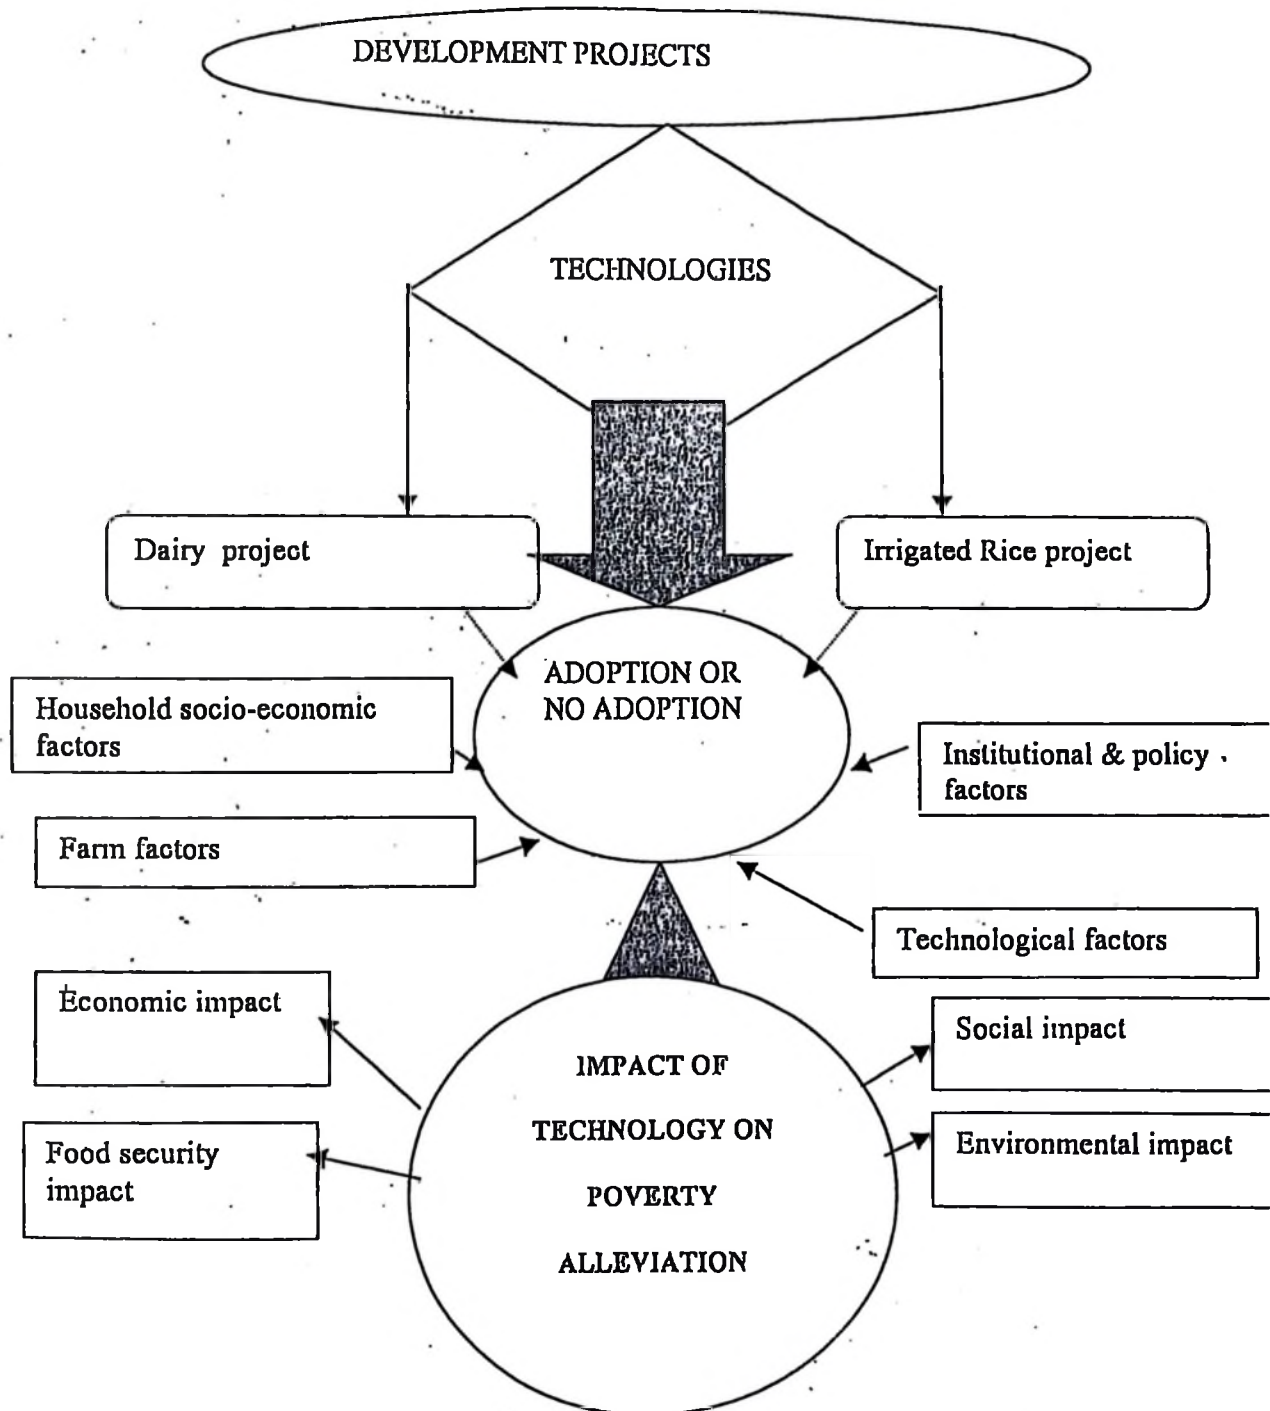 DEVELOPMENT PROJECTS
TECHNOLOGIES
Dairy project
Irrigated Rice project
ADOPTION OR
NO ADOPTION
Household socio-economic
factors
Institutional & policy
factors
Farm factors
Technological factors
Economic impact
Social impact
IMPACT OF
TECHNOLOGY ON
POVERTY
ALLEVIATION
Food security
impact
Environmental impact